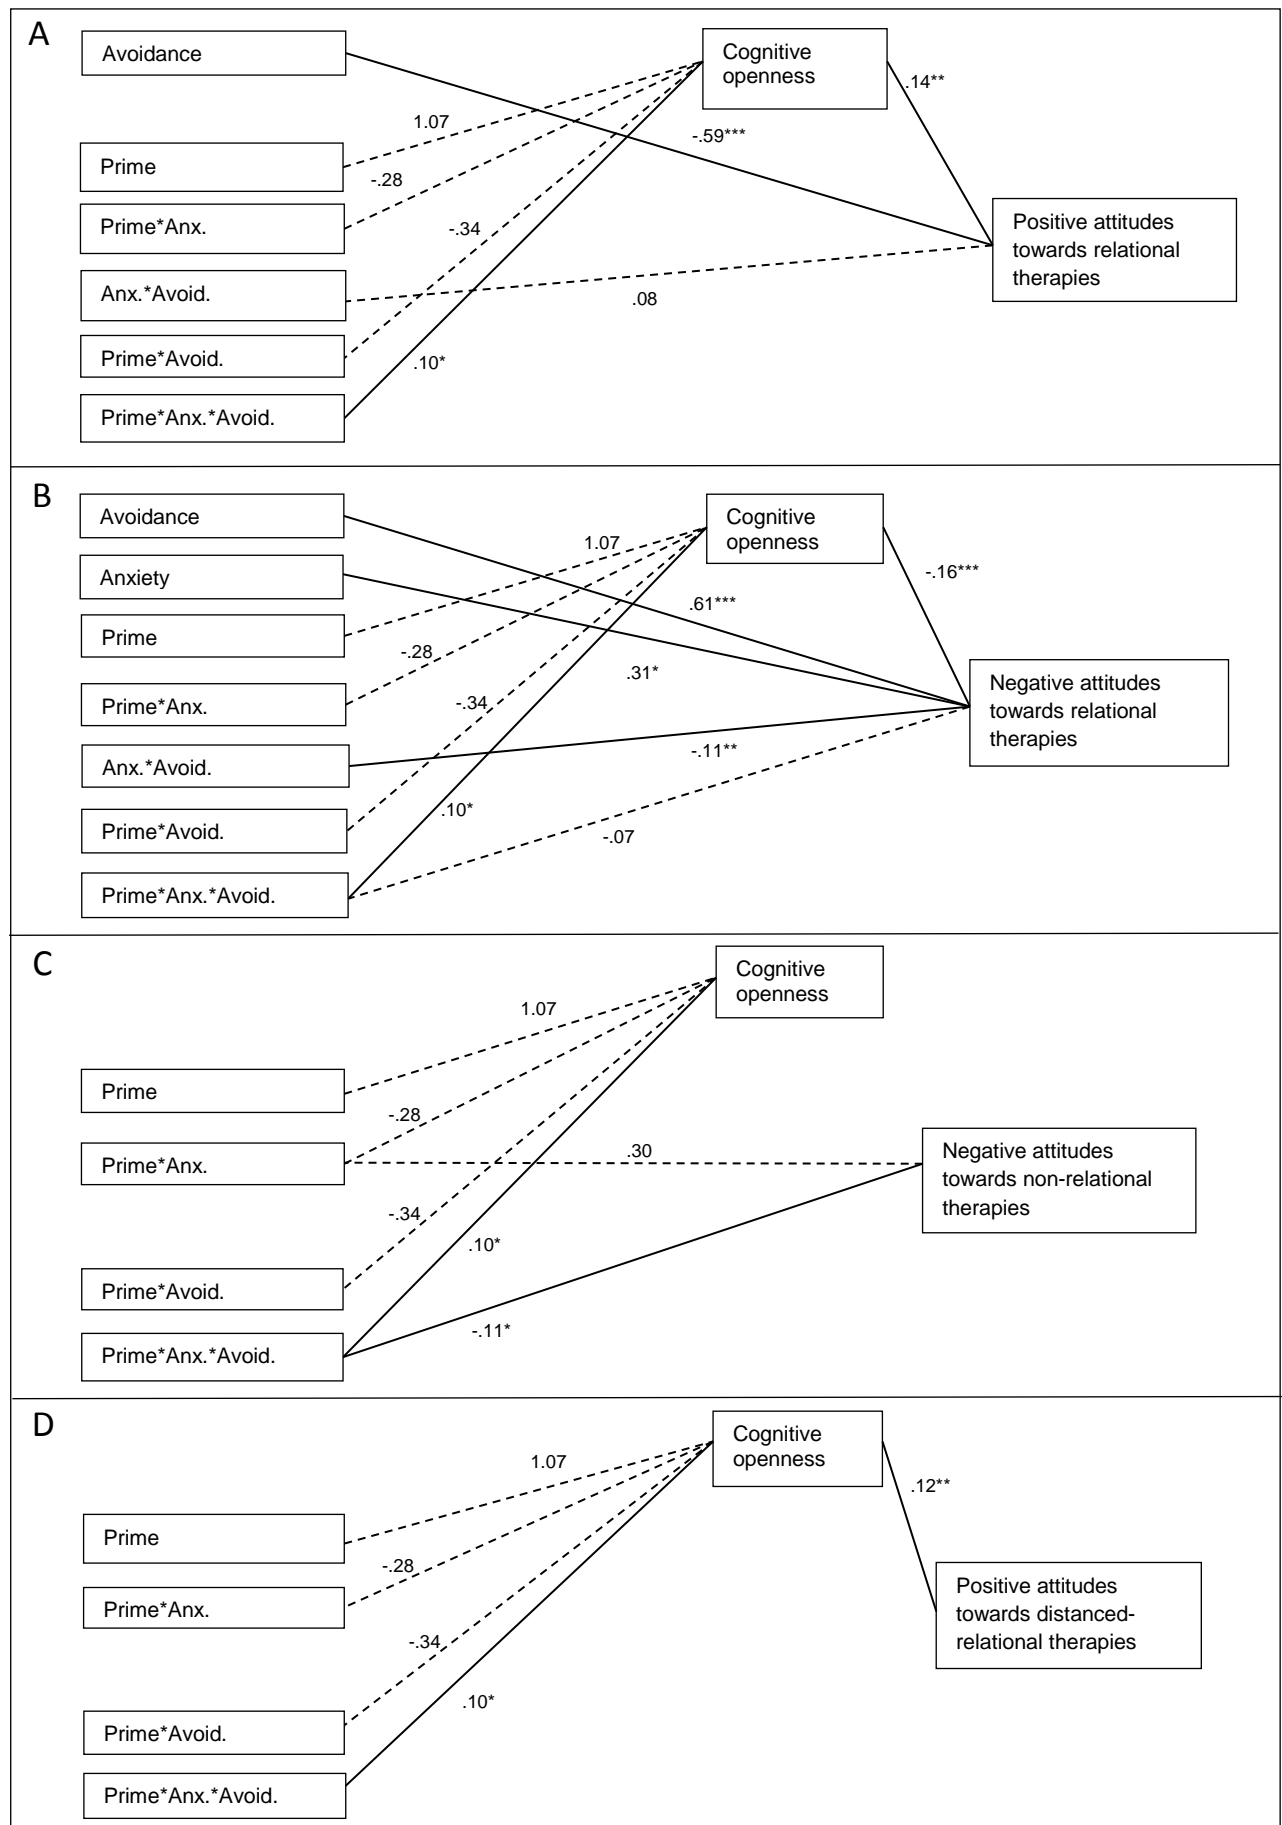 A
Avoidance
Cognitive
openness
.14**
1.07
-.59***
Prime
-.28
Prime*Anx.
-.34
Positive attitudes
towards relational
therapies
Anx.*Avoid.
.08
Prime*Avoid.
.10*
Prime*Anx.*Avoid.
B
Avoidance
Cognitive
openness
1.07
Anxiety
-.16***
.61***
Prime
-.28
.31*
Prime*Anx.
-.34
Negative attitudes
towards relational
therapies
Anx.*Avoid.
-.11**
.10*
Prime*Avoid.
-.07
Prime*Anx.*Avoid.
C
Cognitive
openness
1.07
Prime
-.28
Prime*Anx.
.30
Negative attitudes
towards non-relational
therapies
-.34
.10*
Prime*Avoid.
-.11*
Prime*Anx.*Avoid.
D
Cognitive
openness
1.07
.12**
Prime
-.28
Prime*Anx.
Positive attitudes
towards distanced-
relational therapies
-.34
.10*
Prime*Avoid.
Prime*Anx.*Avoid.